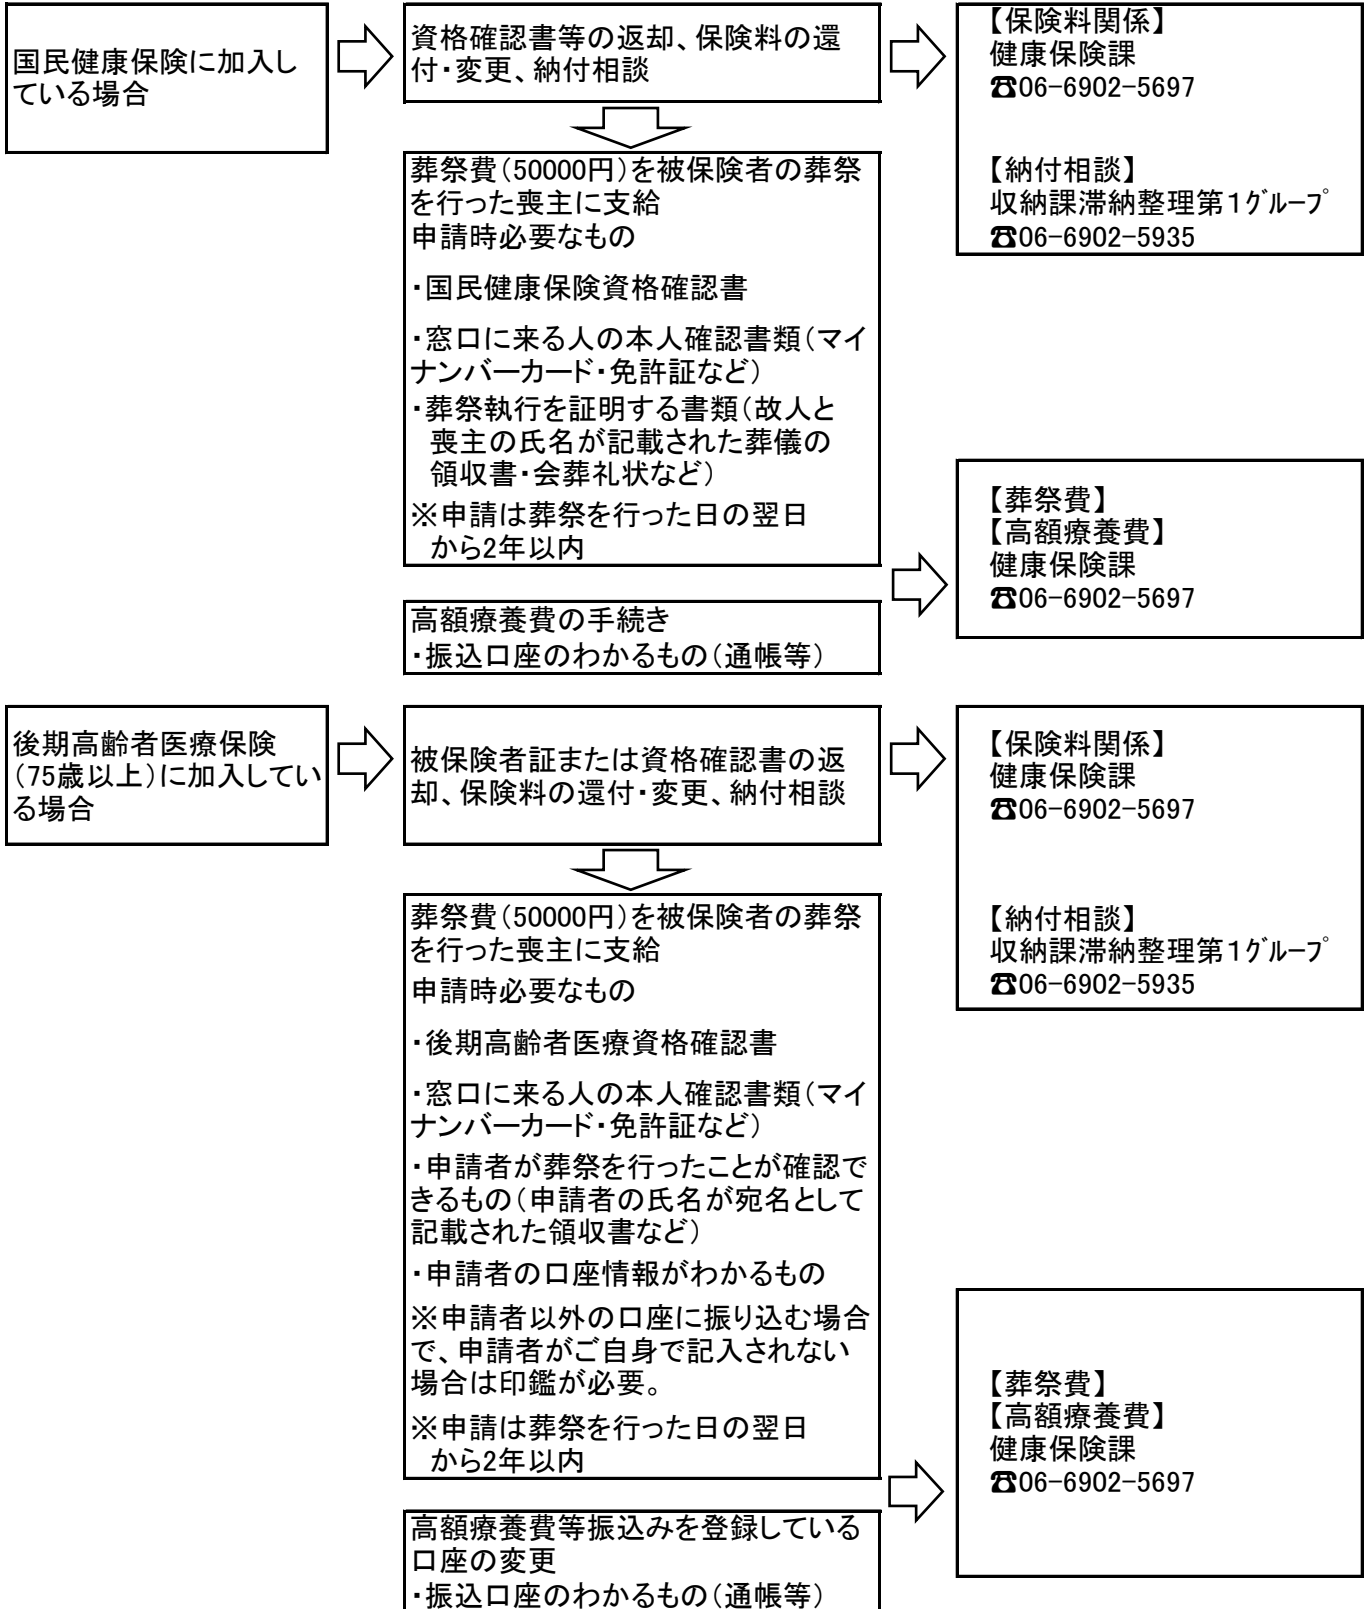 国民健康保険に加入し
ている場合
資格確認書等の返却、保険料の還
付・変更、納付相談
【保険料関係】
健康保険課
☎06-6902-5697
【納付相談】
収納課滞納整理第1ｸﾞﾙｰﾌﾟ
☎06-6902-5935
葬祭費(50000円)を被保険者の葬祭
を行った喪主に支給
申請時必要なもの
・国民健康保険資格確認書
・窓口に来る人の本人確認書類(マイ
ナンバーカード・免許証など)
・葬祭執行を証明する書類(故人と
喪主の氏名が記載された葬儀の
領収書・会葬礼状など)
※申請は葬祭を行った日の翌日
から2年以内
高額療養費の手続き
・振込口座のわかるもの(通帳等)
【葬祭費】
【高額療養費】
健康保険課
☎06-6902-5697
後期高齢者医療保険
(75歳以上)に加入してい
る場合
被保険者証または資格確認書の返
却、保険料の還付・変更、納付相談
【保険料関係】
健康保険課
☎06-6902-5697
【納付相談】
収納課滞納整理第1ｸﾞﾙｰﾌﾟ
☎06-6902-5935
葬祭費(50000円)を被保険者の葬祭
を行った喪主に支給
申請時必要なもの
・後期高齢者医療資格確認書
・窓口に来る人の本人確認書類(マイ
ナンバーカード・免許証など)
・申請者が葬祭を行ったことが確認で
きるもの(申請者の氏名が宛名として
記載された領収書など)
・申請者の口座情報がわかるもの
※申請者以外の口座に振り込む場合
で、申請者がご自身で記入されない
場合は印鑑が必要。
※申請は葬祭を行った日の翌日
から2年以内
高額療養費等振込みを登録している
口座の変更
・振込口座のわかるもの(通帳等)
【葬祭費】
【高額療養費】
健康保険課
☎06-6902-5697